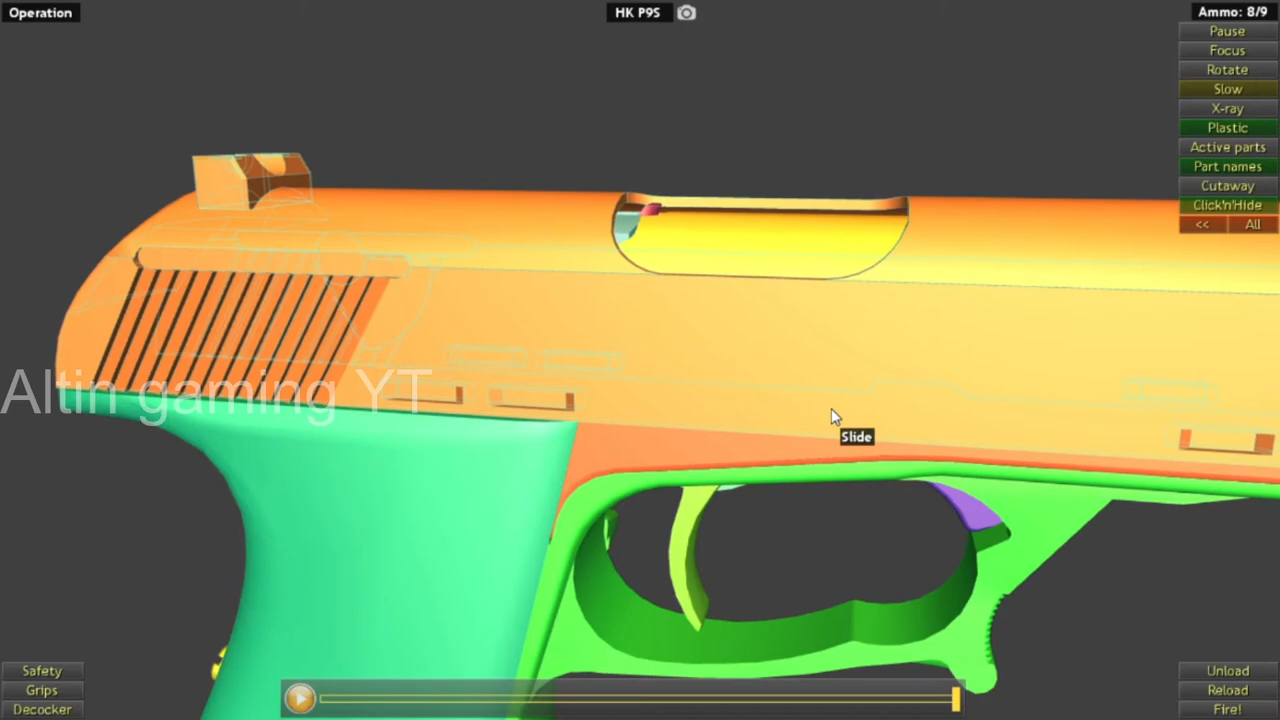 Operation
HK P9S
Ammo: 8/9
Pause
Focus
Rotate
Slow
X-ray
Plastic
Active parts
Part names
Cutaway
Click'n'Hide
<< All
Altin gaming YT
Slide
Safety
Grips
Decocker
Unload
Reload
Fire!